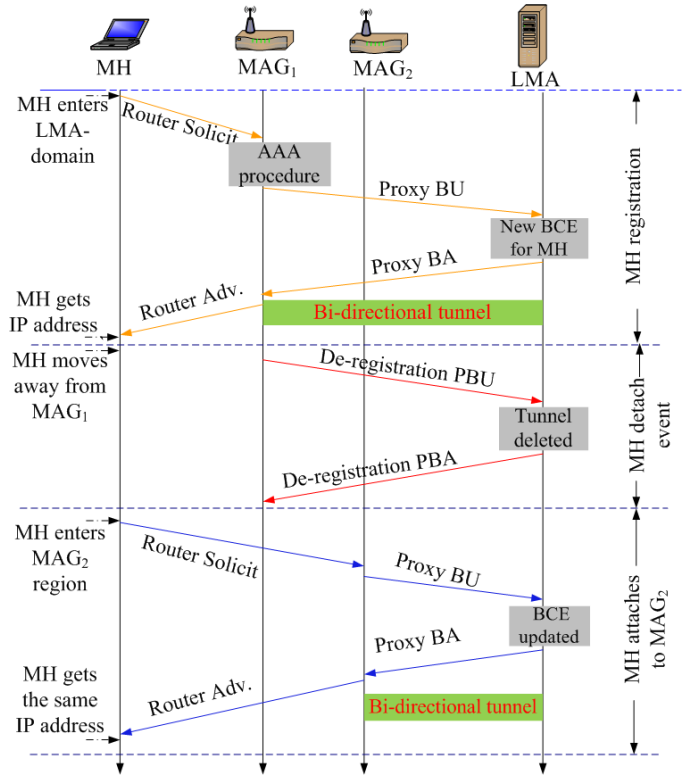 MH
MAG1
MAG2
LMA
MH enters
LMA-
domain
Router Solicit
AAA
procedure
Proxy BU
New BCE
for MH
Proxy BA
Router Adv.
MH gets
IP address
Bi-directional tunnel
MH registration
MH moves
away from
MAG1
De-registration PBU
Tunnel
deleted
De-registration PBA
MH detach
event
MH enters
MAG2
region
Router Solicit
Proxy BU
BCE
updated
Proxy BA
Router Adv.
MH gets
the same
IP address
Bi-directional tunnel
MH attaches
to MAG2